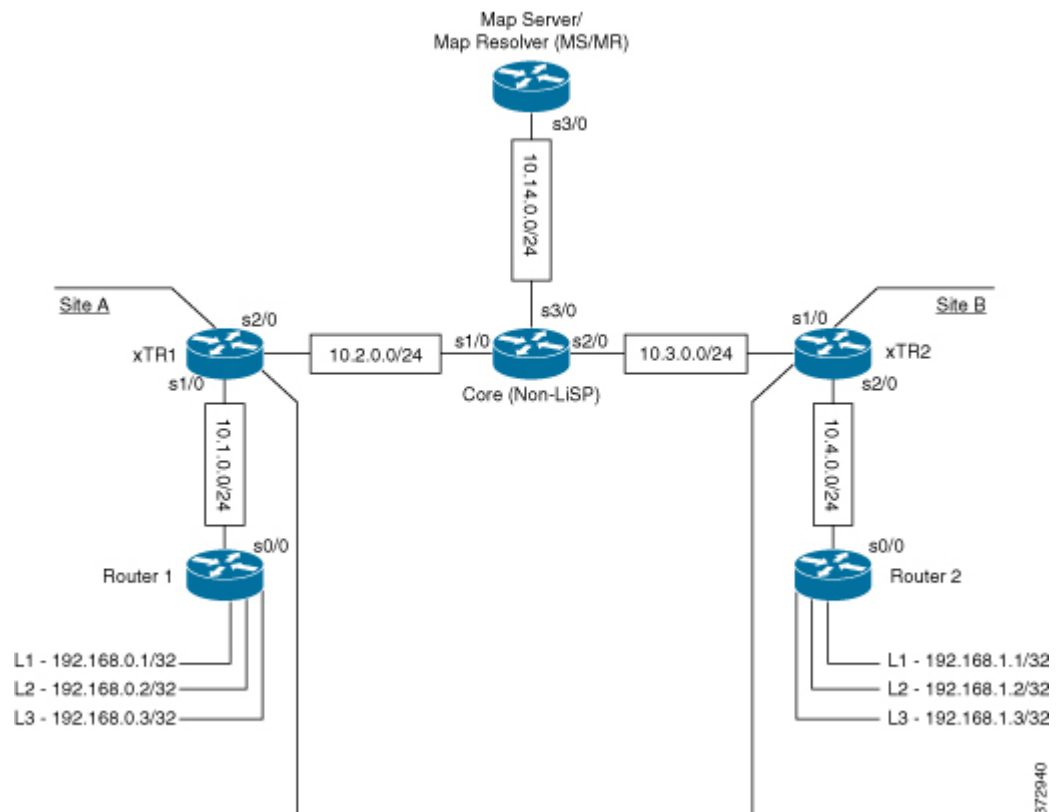 Map Server/
Map Resolver (MS/MR)
s3/0
10.14.0.0/24
Site A
s2/0
s3/0
s1/0
Site B
xTR1
10.2.0.0/24
s1/0
s2/0
10.3.0.0/24
xTR2
s1/0
Core (Non-LiSP)
s2/0
10.1.0.0/24
10.4.0.0/24
s0/0
s0/0
Router 1
Router 2
L1 - 192.168.0.1/32
L2 - 192.168.0.2/32
L3 - 192.168.0.3/32
L1 - 192.168.1.1/32
L2 - 192.168.1.2/32
L3 - 192.168.1.3/32
372940